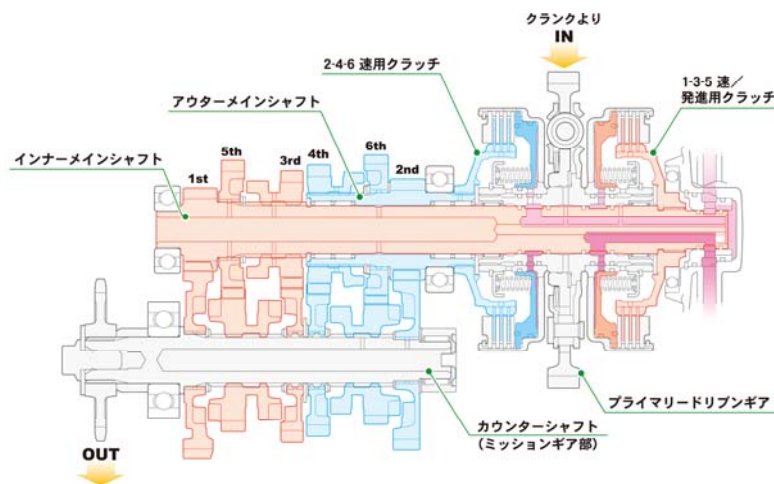 クランクより
IN
2-4-6 速用クラッチ
1-3-5 速／
発進用クラッチ
アウターメインシャフト
インナーメインシャフト
1st
5th
3rd
4th
6th
2nd
プライマリードリブンギア
カウンターシャフト
（ミッションギア部）
OUT